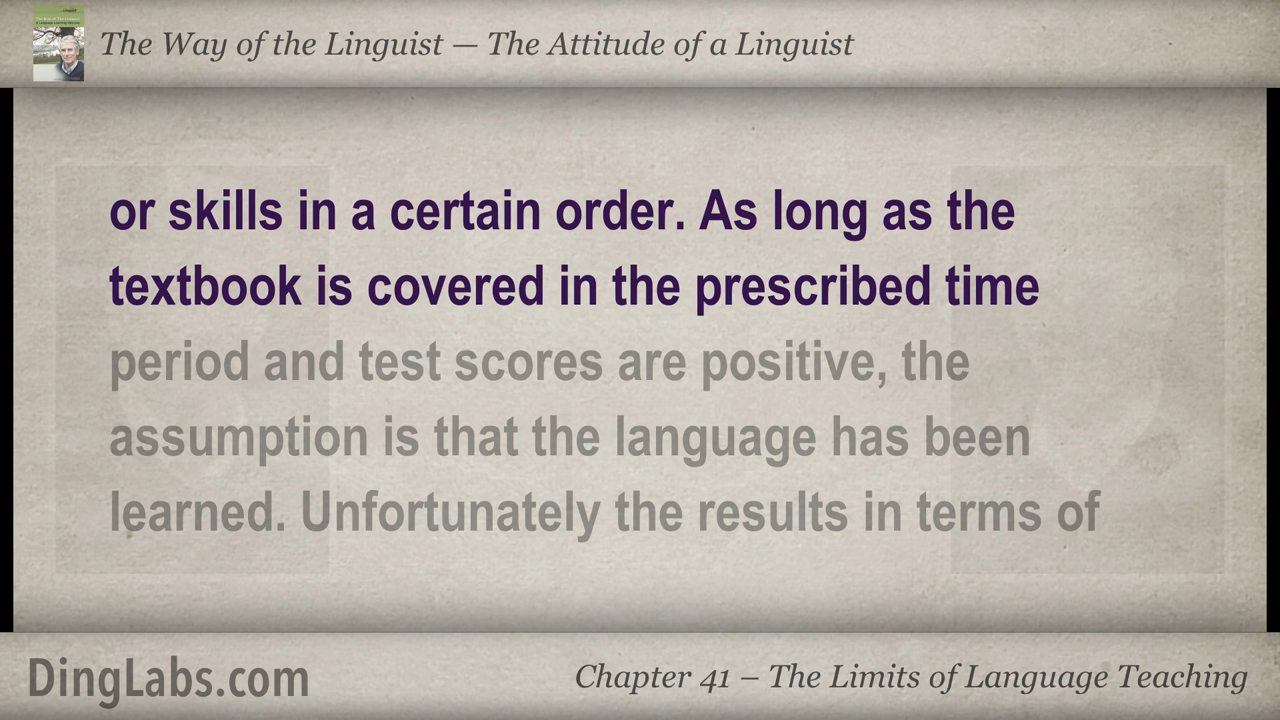 The Way of the Linguist — The Attitude of a Linguist
or skills in a certain order. As long as the
textbook is covered in the prescribed time
period and test scores are positive, the
assumption is that the language has been
learned. Unfortunately the results in terms of
DingLabs.com
Chapter 41 – The Limits of Language Teaching